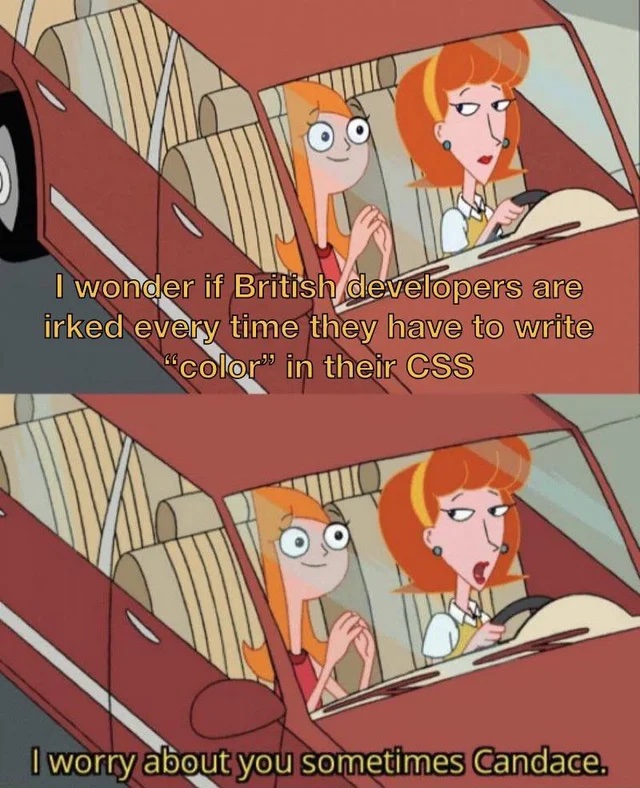 I wonder if British developers are
irked every time they have to write
“color” in their CSS
I worry about you sometimes Candace.